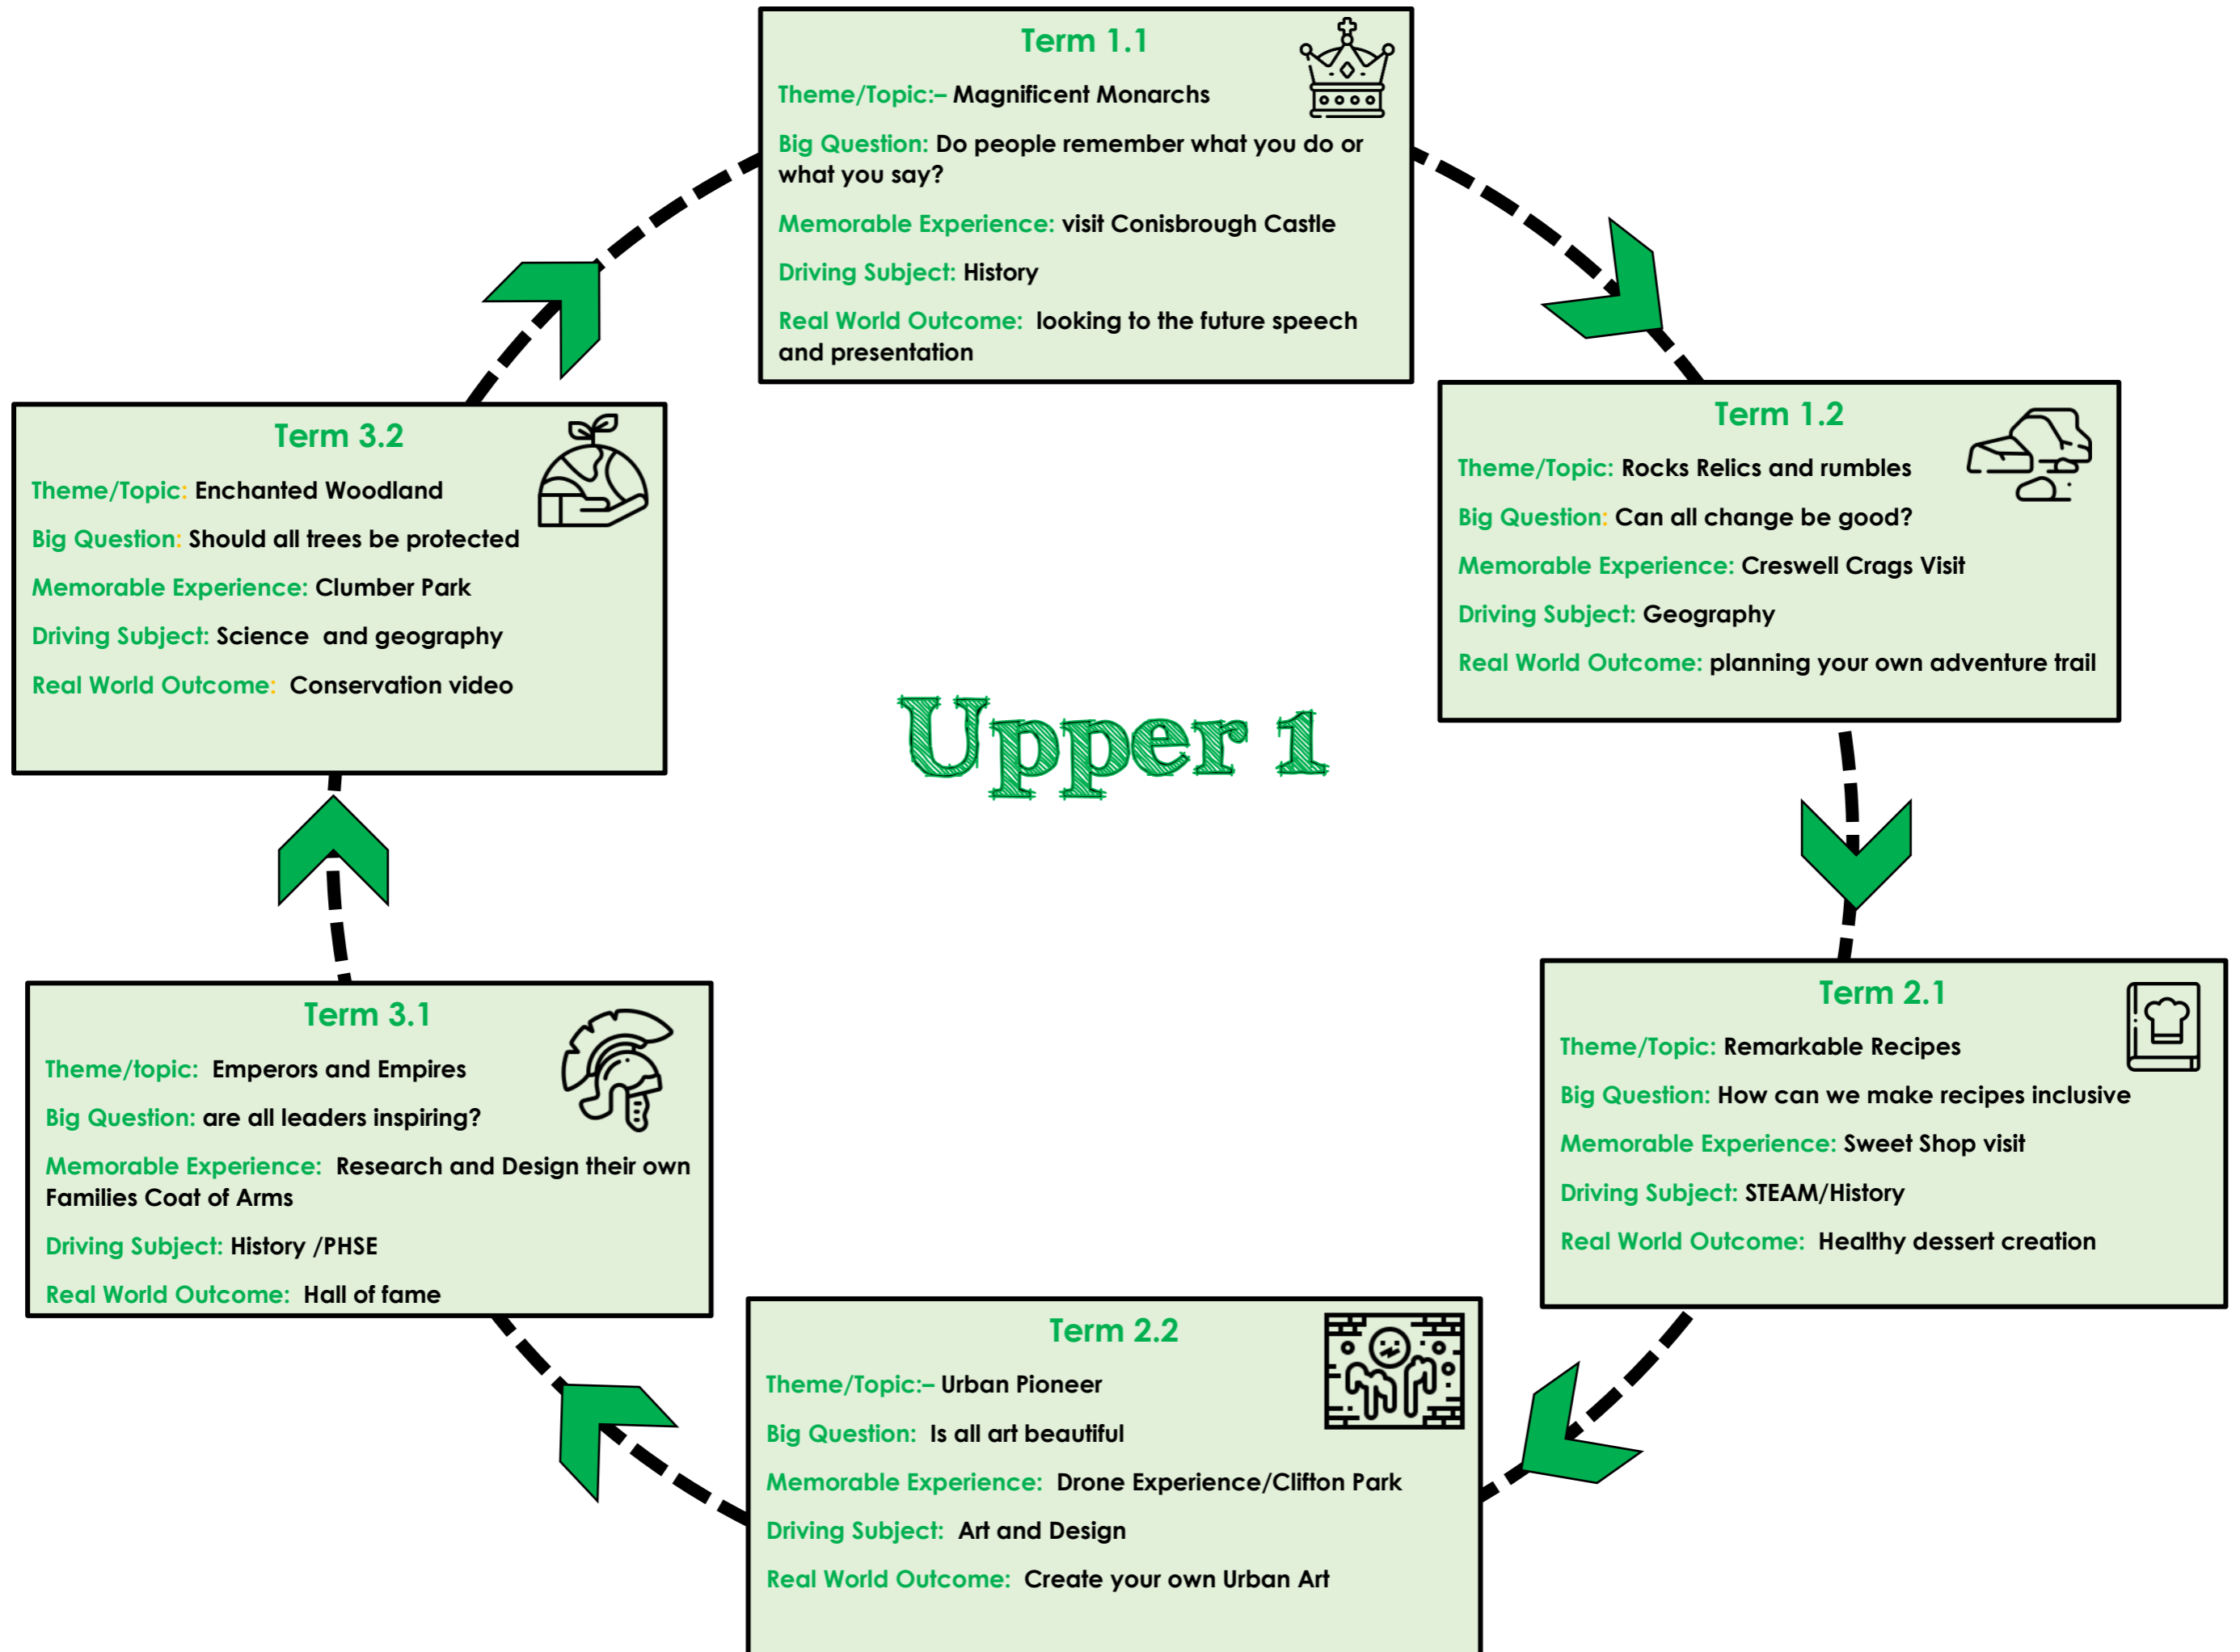 Term 1.1
Theme/Topic:– Magnificent Monarchs
Big Question: Do people remember what you do or
what you say?
Memorable Experience: visit Conisbrough Castle
Driving Subject: History
Real World Outcome: looking to the future speech
and presentation
Term 1.2
Theme/Topic: Rocks Relics and rumbles
Big Question: Can all change be good?
Memorable Experience: Creswell Crags Visit
Driving Subject: Geography
Real World Outcome: planning your own adventure trail
Term 2.1
Theme/Topic: Remarkable Recipes
Big Question: How can we make recipes inclusive
Memorable Experience: Sweet Shop visit
Driving Subject: STEAM/History
Real World Outcome: Healthy dessert creation
Term 2.2
Theme/Topic:– Urban Pioneer
Big Question: Is all art beautiful
Memorable Experience: Drone Experience/Clifton Park
Driving Subject: Art and Design
Real World Outcome: Create your own Urban Art
Term 3.1
Theme/topic: Emperors and Empires
Big Question: are all leaders inspiring?
Memorable Experience: Research and Design their own
Families Coat of Arms
Driving Subject: History /PHSE
Real World Outcome: Hall of fame
Term 3.2
Theme/Topic: Enchanted Woodland
Big Question: Should all trees be protected
Memorable Experience: Clumber Park
Driving Subject: Science and geography
Real World Outcome: Conservation video
Upper 1